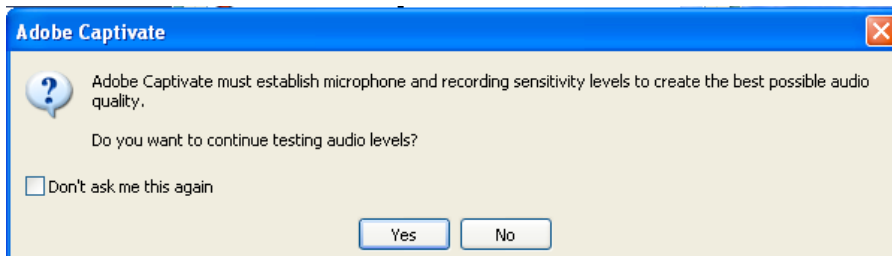 Adobe Captivate
Adobe Captivate must establish microphone and recording sensitivity levels to create the best possible audio
quality.
Do you want to continue testing audio levels?
Don't ask me this again
Yes No